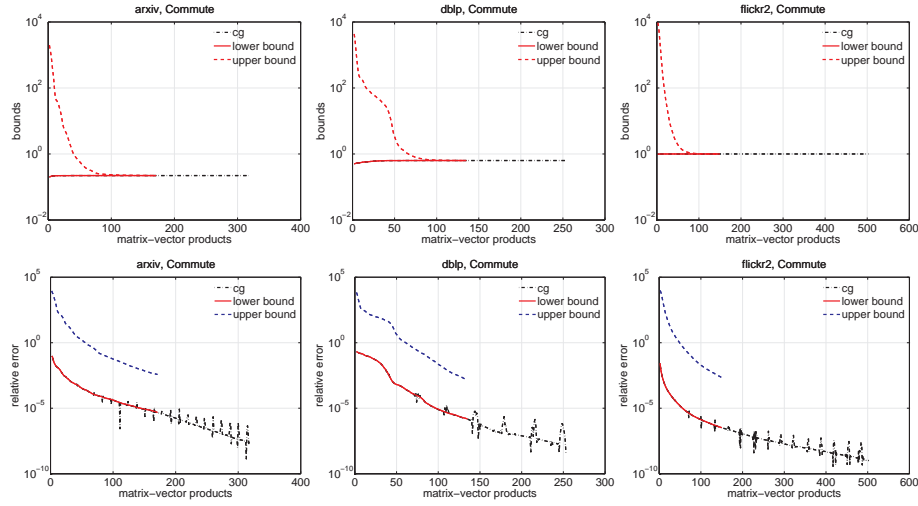 arxiv, Commute
10^4
10^2
10^0
10^-2
bounds
0 100 200 300 400
matrix-vector products
cg
lower bound
upper bound
dblp, Commute
10^4
10^2
10^0
10^-2
bounds
0 50 100 150 200 250 300
matrix-vector products
cg
lower bound
upper bound
flickr2, Commute
10^4
10^2
10^0
10^-2
bounds
0 100 200 300 400 500 600
matrix-vector products
cg
lower bound
upper bound
arxiv, Commute
10^5
10^0
10^-5
10^-10
relative error
0 100 200 300 400
matrix-vector products
cg
lower bound
upper bound
dblp, Commute
10^5
10^0
10^-5
10^-10
relative error
0 50 100 150 200 250 300
matrix-vector products
cg
lower bound
upper bound
flickr2, Commute
10^5
10^0
10^-5
10^-10
relative error
0 100 200 300 400 500 600
matrix-vector products
cg
lower bound
upper bound